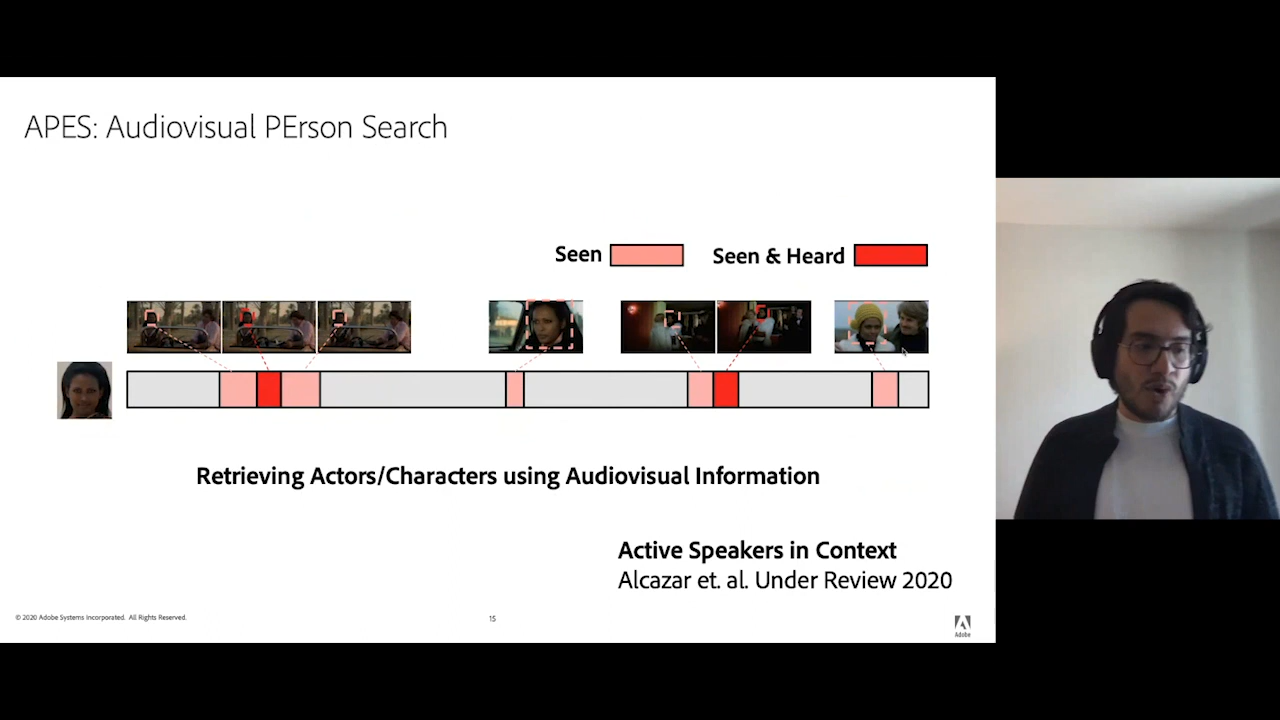 APES: Audiovisual PErson Search
Seen
Seen & Heard
Retrieving Actors/Characters using Audiovisual Information
Active Speakers in Context
Alcazar et. al. Under Review 2020
© 2020 Adobe Systems Incorporated. All Rights Reserved.
15
Adobe